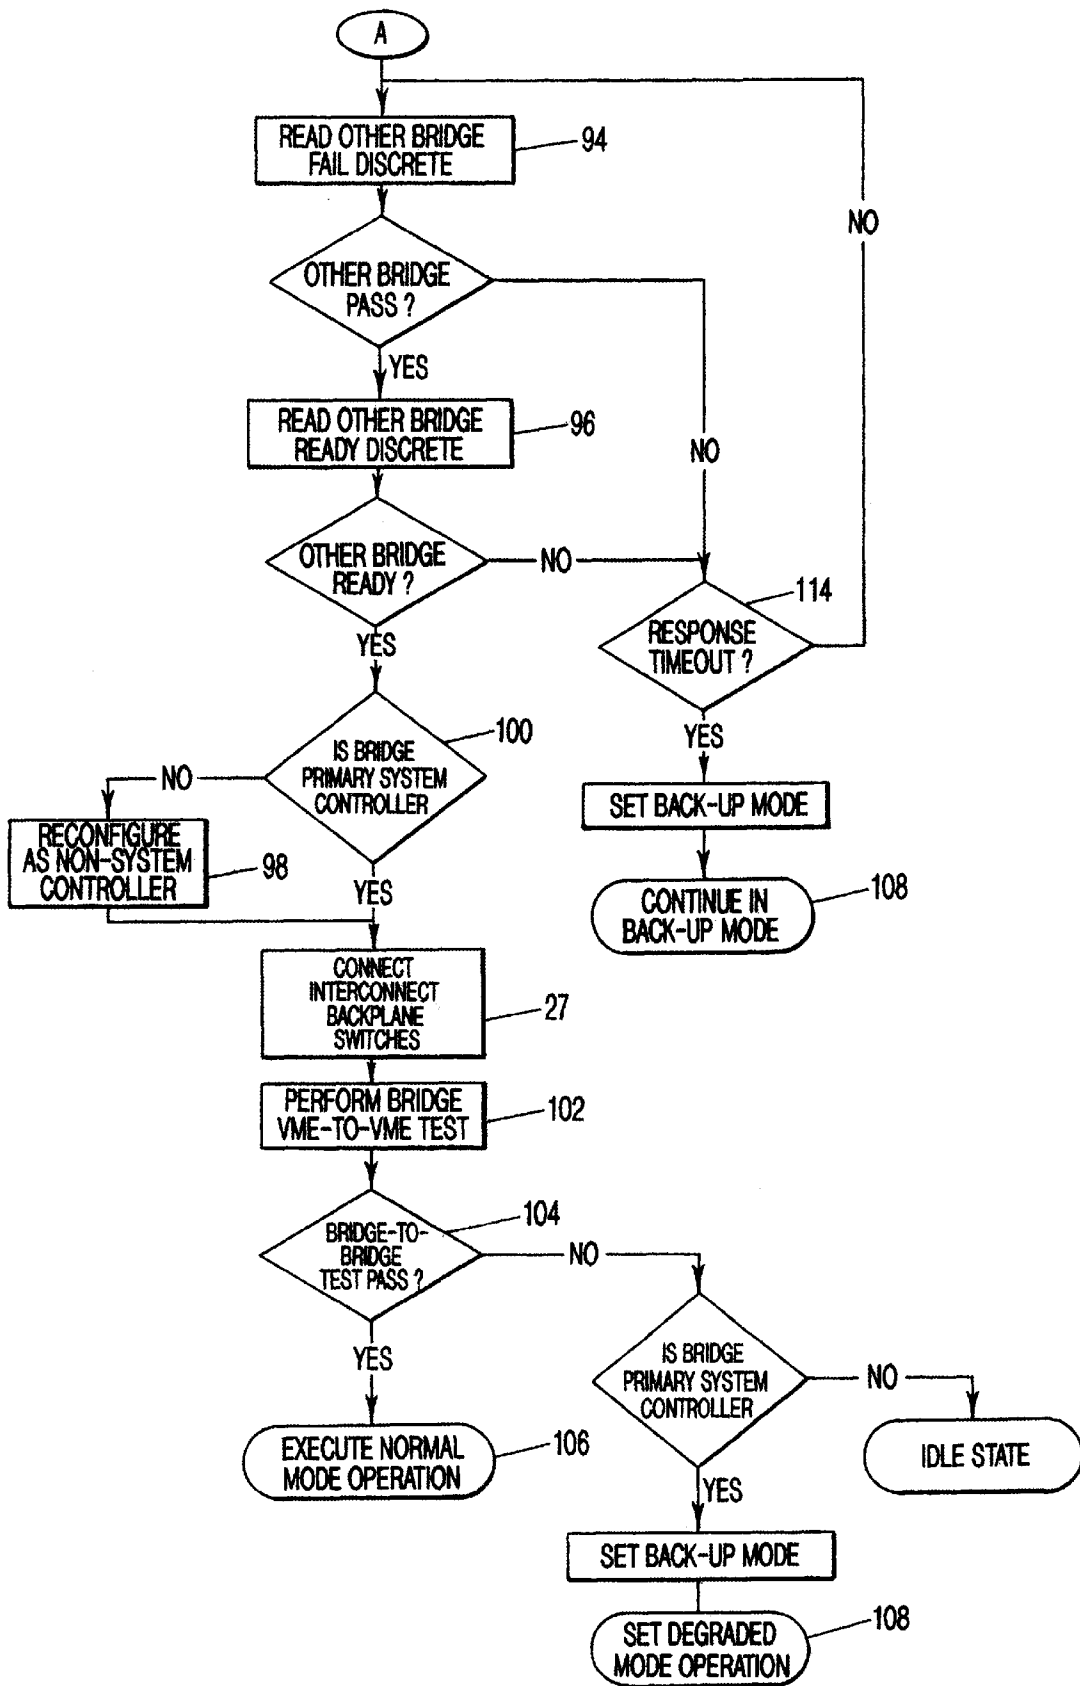 A
READ OTHER BRIDGE
FAIL DISCRETE
94
NO
OTHER BRIDGE
PASS ?
YES
READ OTHER BRIDGE
READY DISCRETE
96
NO
OTHER BRIDGE
READY ?
NO
YES
RESPONSE
TIMEOUT ?
114
YES
IS BRIDGE
PRIMARY SYSTEM
CONTROLLER
100
NO
SET BACK-UP MODE
RECONFIGURE
AS NON-SYSTEM
CONTROLLER
98
YES
CONTINUE IN
BACK-UP MODE
108
CONNECT
INTERCONNECT
BACKPLANE
SWITCHES
27
PERFORM BRIDGE
VME-TO-VME TEST
102
BRIDGE-TO-
BRIDGE
TEST PASS ?
104
NO
YES
IS BRIDGE
PRIMARY SYSTEM
CONTROLLER
NO
EXECUTE NORMAL
MODE OPERATION
106
IDLE STATE
YES
SET BACK-UP MODE
SET DEGRADED
MODE OPERATION
108